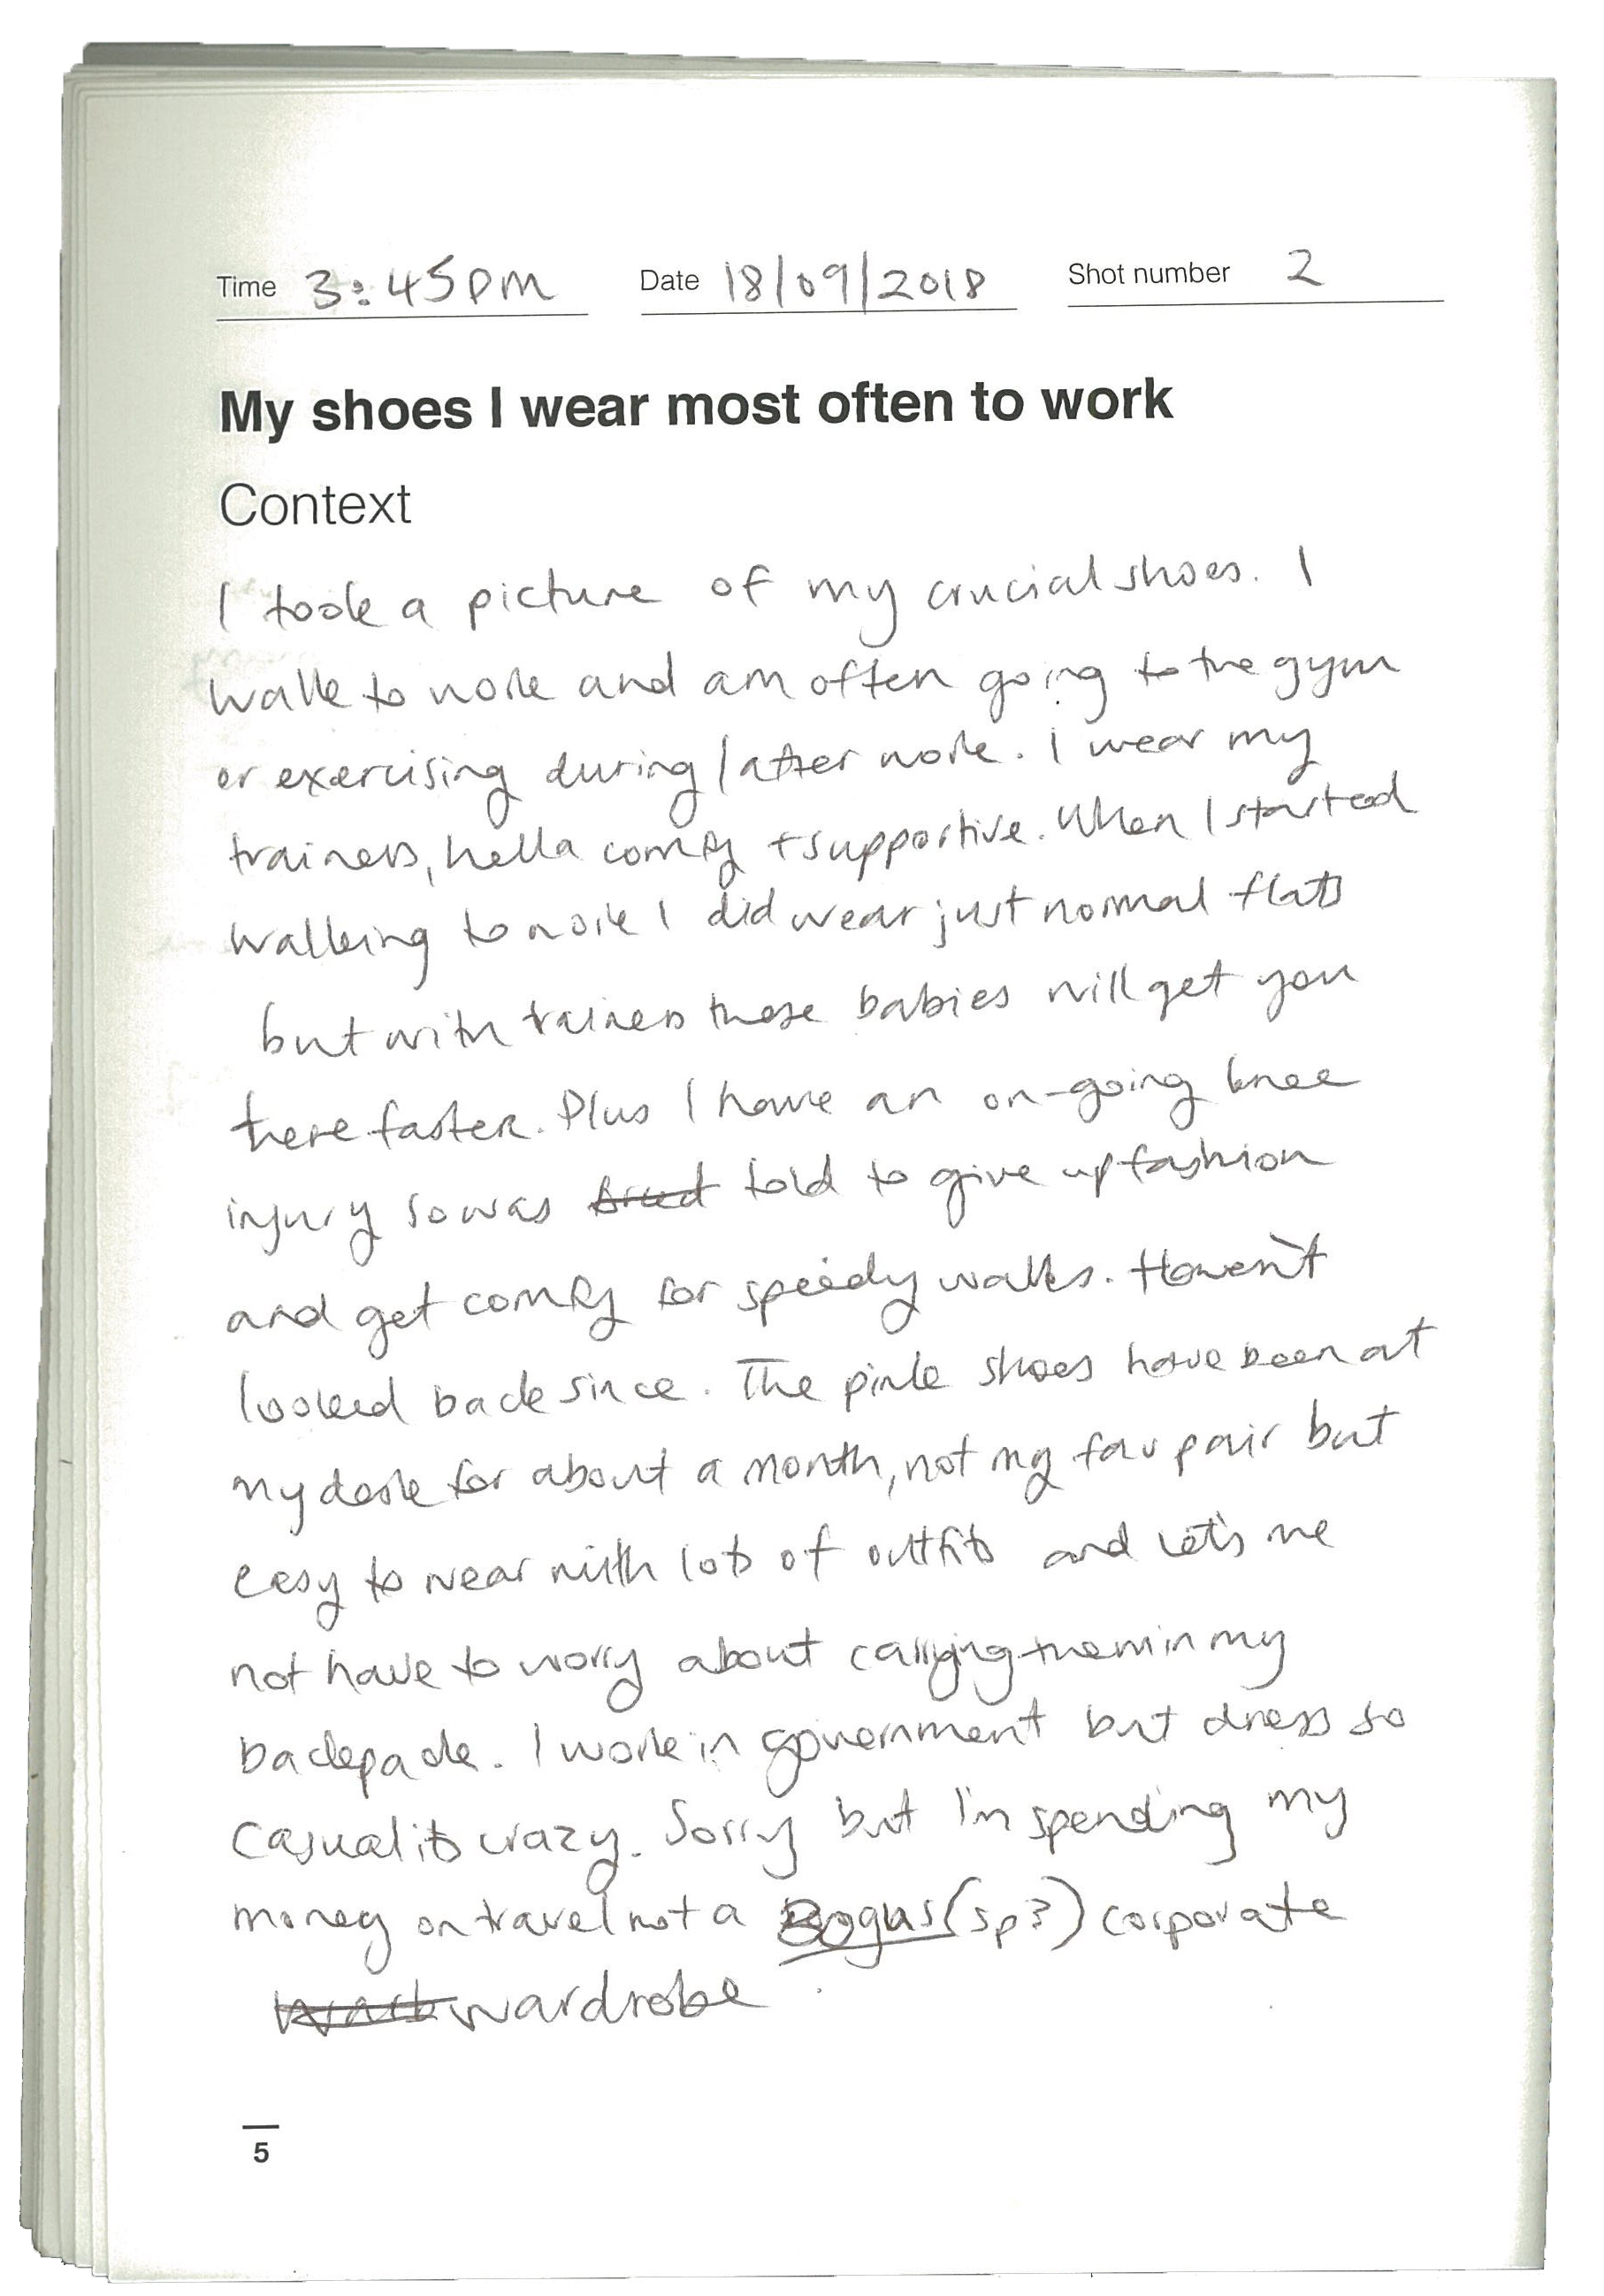 Time 3:45pm Date 18/09/2018 Shot number 2
My shoes I wear most often to work
Context
I took a picture of my crucial shoes. I
walk to work and am often going to the gym
or exercising during/after work. I wear my
trainers, hella comfy + supportive. When I started
walking to work I did wear just normal flats
but with trainers these babies will get you
there faster. Plus I have an on-going knee
injury so was told to give up fashion
and get comfy for speedy walks. Haven't
looked back since. The pink shoes have been at
my desk for about a month, not my fav pair but
easy to wear with lots of outfits and let's me
not have to worry about carrying them in my
backpack. I work in government but dress so
casual its crazy. Sorry but I'm spending my
money on travel not a Bogus (sp?) corporate
wardrobe
5